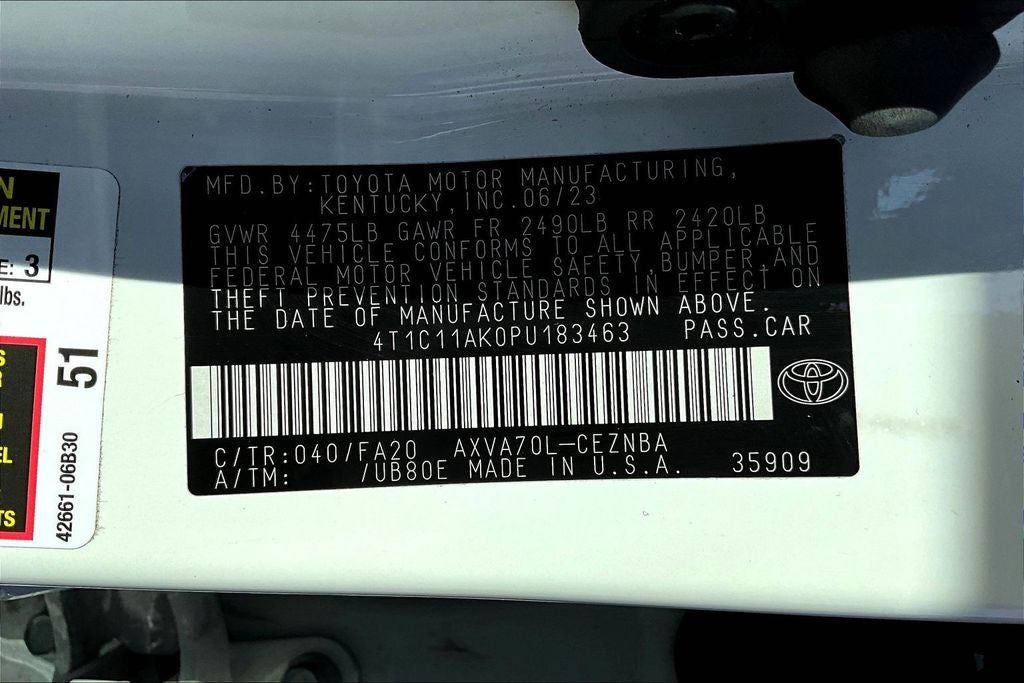 N
MENT
E: 3
lbs.
S
R
N
EL
TS
51
42661-06B30
MFD.BY:TOYOTA MOTOR MANUFACTURING,
KENTUCKY,INC.06/23
GVWR 4475LB GAWR FR 2490LB RR 2420LB
THIS VEHICLE CONFORMS TO ALL APPLICABLE
FEDERAL MOTOR VEHICLE SAFETY,BUMPER,AND
THEFT PREVENTION STANDARDS IN EFFECT ON
THE DATE OF MANUFACTURE SHOWN ABOVE.
4T1C11AK0PU183463 PASS.CAR
C/TR:040/FA20 AXVA70L-CEZNBA
A/TM: /UB80E MADE IN U.S.A. 35909